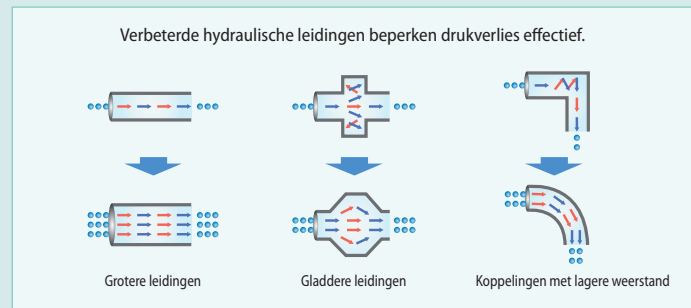 Verbeterde hydraulische leidingen beperken drukverlies effectief.
Grotere leidingen
Gladdere leidingen
Koppelingen met lagere weerstand